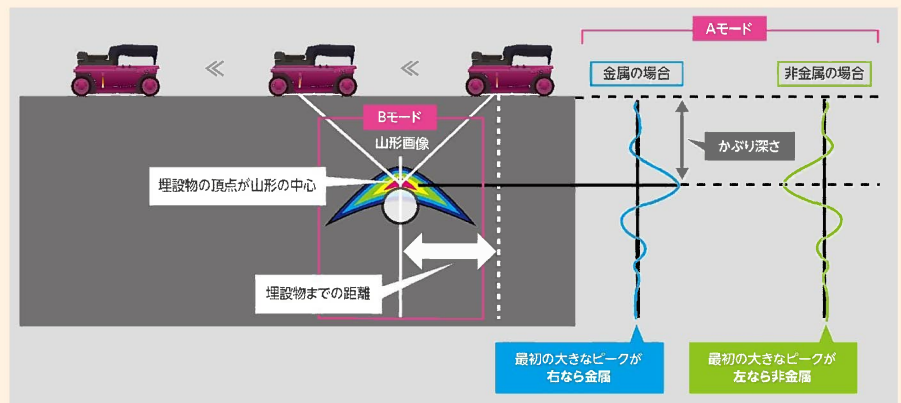 Aモード
金属の場合
非金属の場合
Bモード
山形画像
かぶり深さ
埋設物の頂点が山形の中心
埋設物までの距離
最初の大きなピークが
右なら金属
最初の大きなピークが
左なら非金属